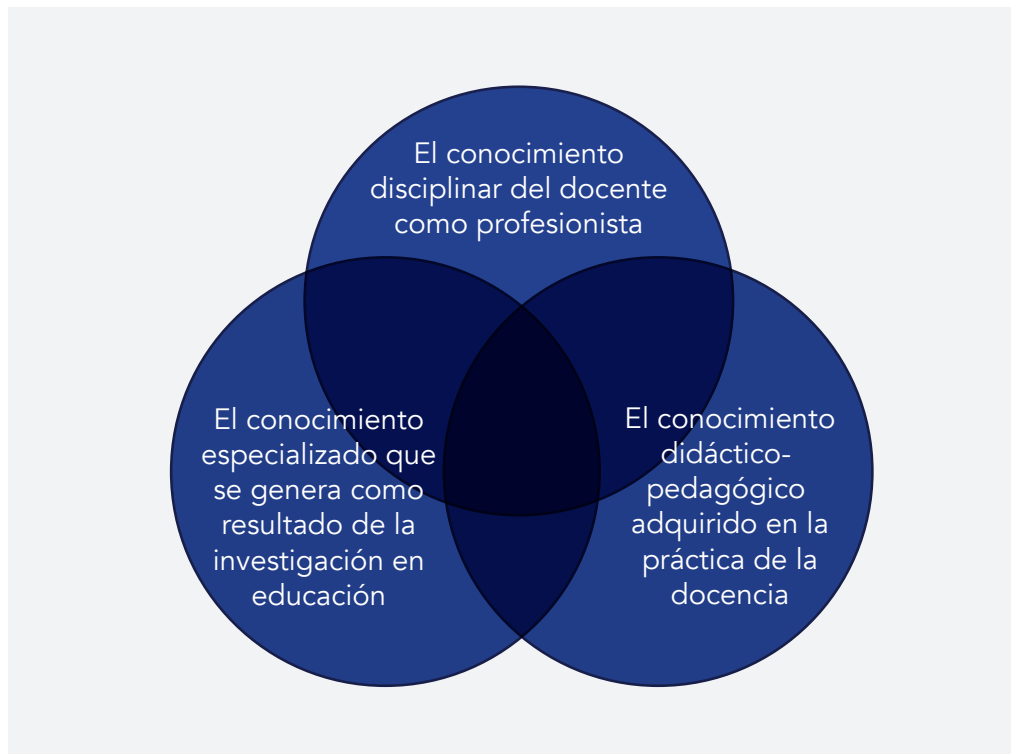 El conocimiento
disciplinar del docente
como profesionista
El conocimiento
especializado que
se genera como
resultado de la
investigación en
educación
El conocimiento
didáctico-
pedagógico
adquirido en la
práctica de la
docencia